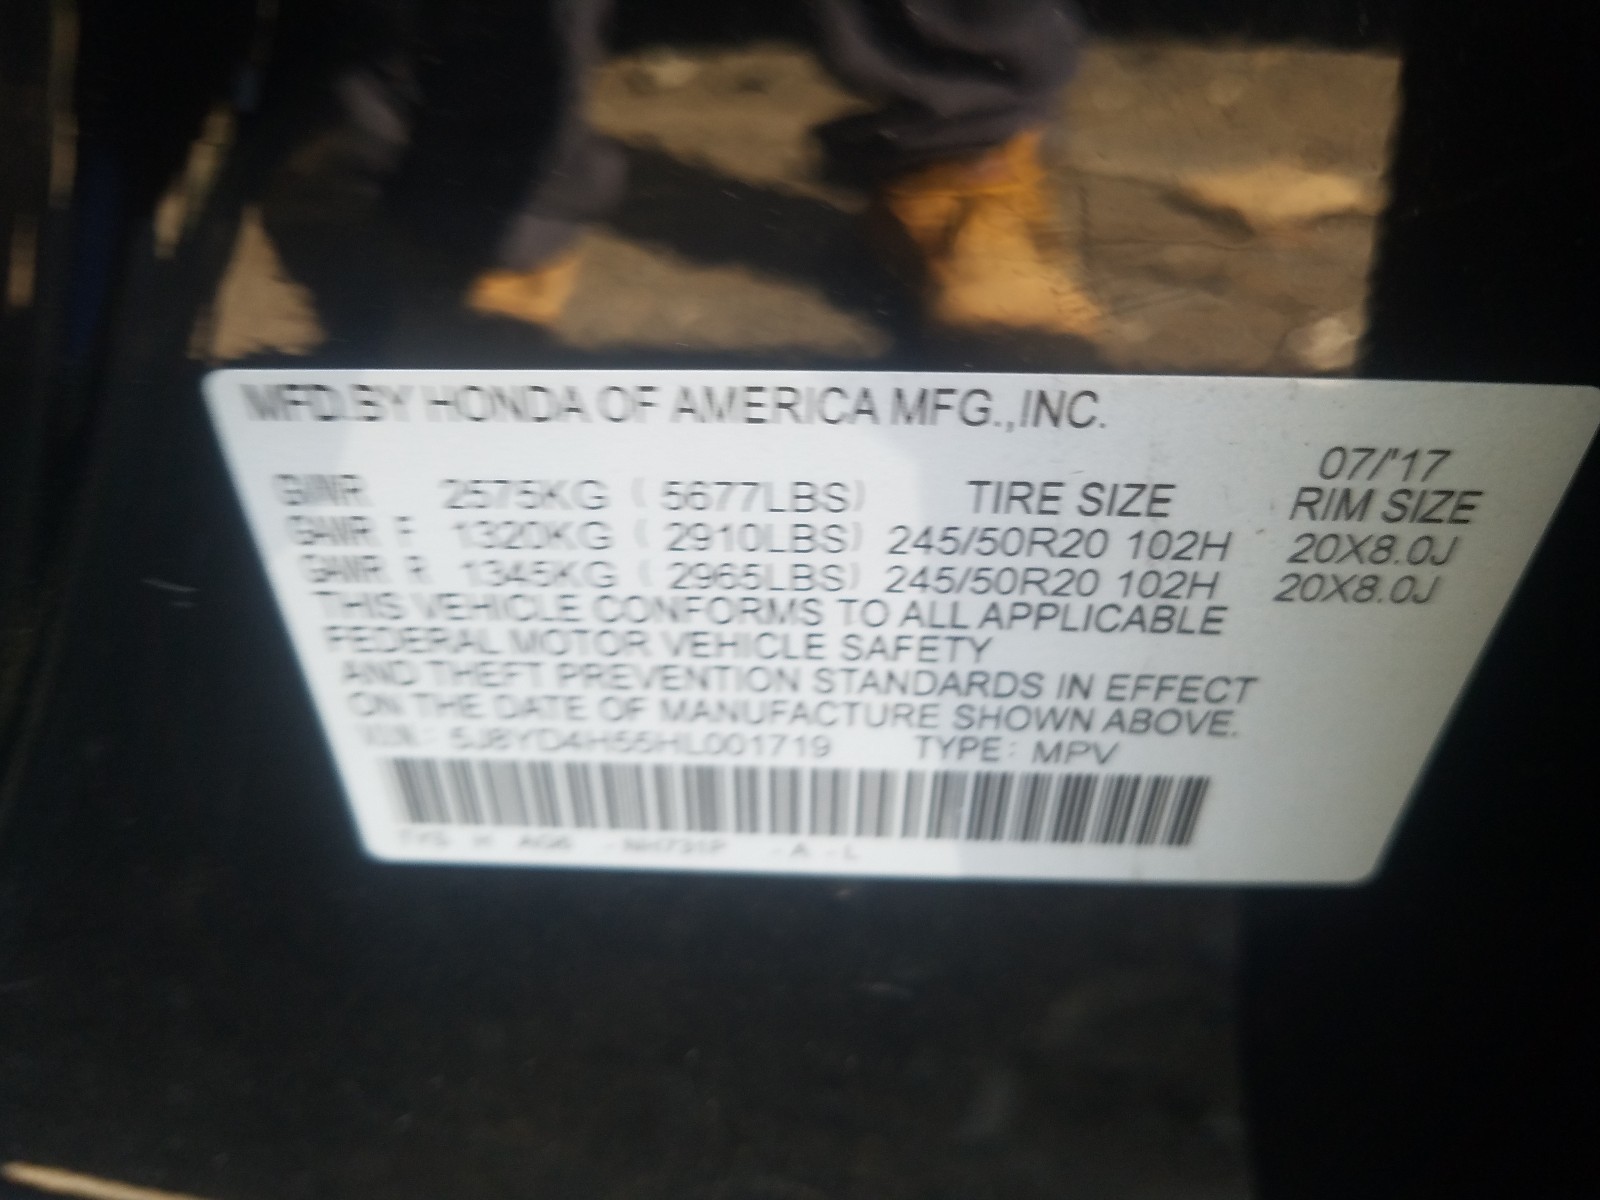 MFD.BY HONDA OF AMERICA MFG.,INC.
07/'17
GVWR 2575KG ( 5677LBS) TIRE SIZE RIM SIZE
GAWR F 1320KG ( 2910LBS) 245/50R20 102H 20X8.0J
GAWR R 1345KG ( 2965LBS) 245/50R20 102H 20X8.0J
THIS VEHICLE CONFORMS TO ALL APPLICABLE
FEDERAL MOTOR VEHICLE SAFETY
AND THEFT PREVENTION STANDARDS IN EFFECT
ON THE DATE OF MANUFACTURE SHOWN ABOVE.
VIN: 5J8YD4H55HL001719 TYPE: MPV
NH731P - A - L